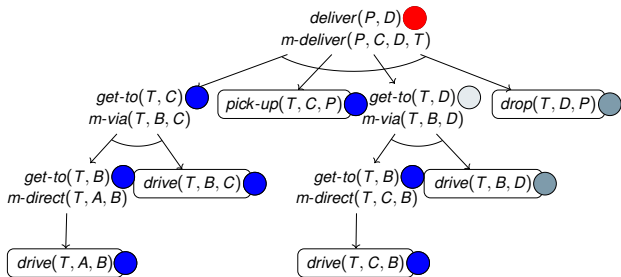 deliver(P, D)
m-deliver(P, C, D, T)
get-to(T, C)
m-via(T, B, C)
pick-up(T, C, P)
get-to(T, D)
m-via(T, B, D)
drop(T, D, P)
get-to(T, B)
m-direct(T, A, B)
drive(T, B, C)
get-to(T, B)
m-direct(T, C, B)
drive(T, B, D)
drive(T, A, B)
drive(T, C, B)